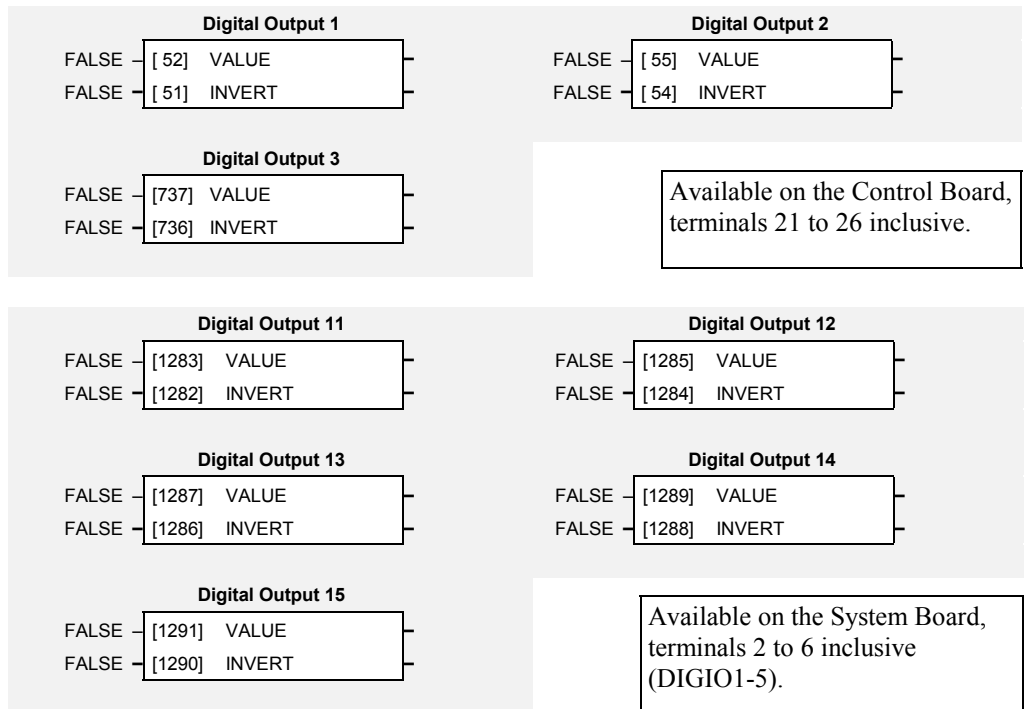 Digital Output 1
FALSE [ 52] VALUE
FALSE [ 51] INVERT
Digital Output 2
FALSE [ 55] VALUE
FALSE [ 54] INVERT
Digital Output 3
FALSE [737] VALUE
FALSE [736] INVERT
Available on the Control Board,
terminals 21 to 26 inclusive.
Digital Output 11
FALSE [1283] VALUE
FALSE [1282] INVERT
Digital Output 12
FALSE [1285] VALUE
FALSE [1284] INVERT
Digital Output 13
FALSE [1287] VALUE
FALSE [1286] INVERT
Digital Output 14
FALSE [1289] VALUE
FALSE [1288] INVERT
Digital Output 15
FALSE [1291] VALUE
FALSE [1290] INVERT
Available on the System Board,
terminals 2 to 6 inclusive
(DIGIO1-5).